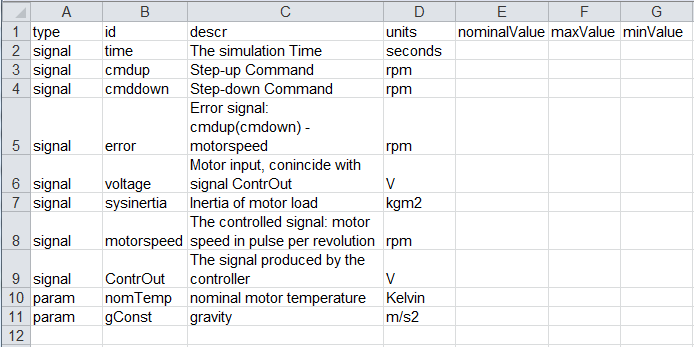 A B C D E F G
1 type id descr units nominalValue maxValue minValue
2 signal time The simulation Time seconds
3 signal cmdup Step-up Command rpm
4 signal cmddown Step-down Command rpm
Error signal:
cmdup(cmdown) -
5 signal error motorspeed rpm
Motor input, conincide with
6 signal voltage signal ContrOut V
7 signal sysinertia Inertia of motor load kgm2
The controlled signal: motor
8 signal motorspeed speed in pulse per revolution rpm
The signal produced by the
9 signal ContrOut controller V
10 param nomTemp nominal motor temperature Kelvin
11 param gConst gravity m/s2
12